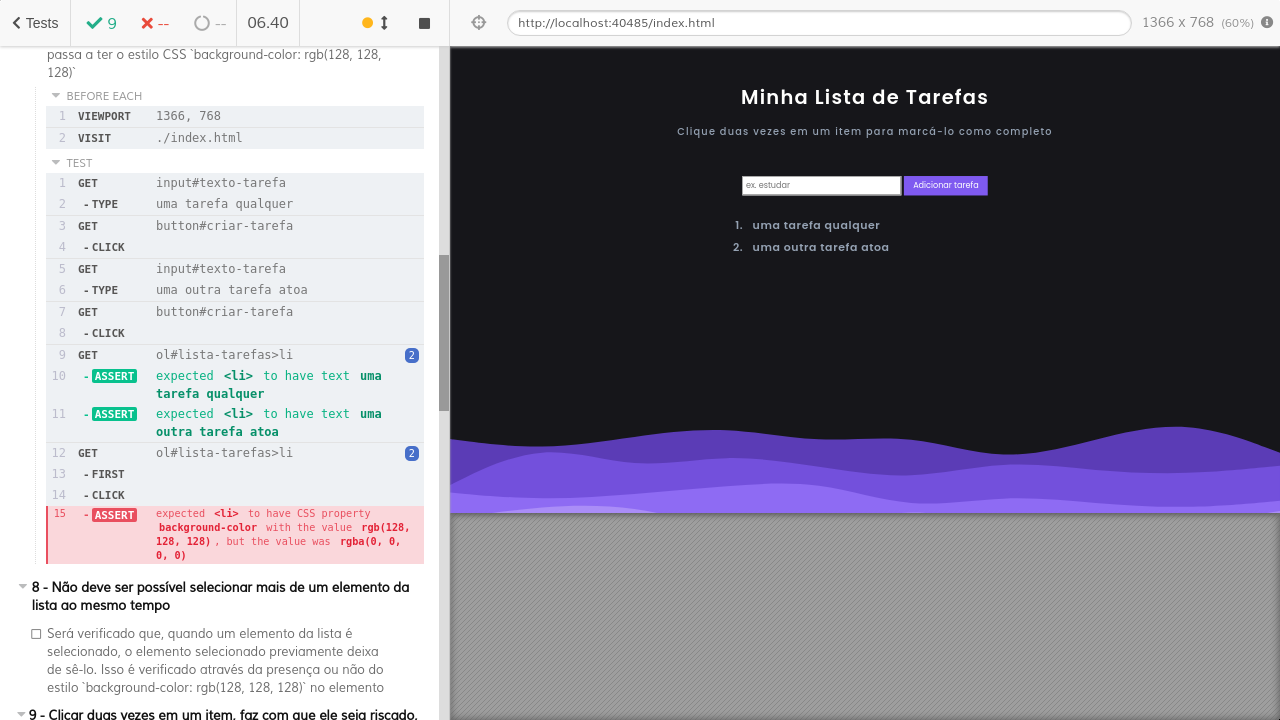 Tests
9
--
--
06.40
http://localhost:40485/index.html
1366 x 768 (60%)
passa a ter o estilo CSS `background-color: rgb(128, 128,
128)`
BEFORE EACH
1 VIEWPORT 1366, 768
2 VISIT ./index.html
TEST
1 GET input#texto-tarefa
2 - TYPE uma tarefa qualquer
3 GET button#criar-tarefa
4 - CLICK
5 GET input#texto-tarefa
6 - TYPE uma outra tarefa atoa
7 GET button#criar-tarefa
8 - CLICK
9 GET ol#lista-tarefas>li 2
10 - ASSERT expected <li> to have text uma
tarefa qualquer
11 - ASSERT expected <li> to have text uma
outra tarefa atoa
12 GET ol#lista-tarefas>li 2
13 - FIRST
14 - CLICK
15 - ASSERT expected <li> to have CSS property
background-color with the value rgb(128,
128, 128) , but the value was rgba(0, 0,
0, 0)
8 - Não deve ser possível selecionar mais de um elemento da
lista ao mesmo tempo
Será verificado que, quando um elemento da lista é
selecionado, o elemento selecionado previamente deixa
de sê-lo. Isso é verificado através da presença ou não do
estilo `background-color: rgb(128, 128, 128)` no elemento
9 - Clicar duas vezes em um item, faz com que ele seja riscado,
Minha Lista de Tarefas
Clique duas vezes em um item para marcá-lo como completo
ex. estudar
Adicionar tarefa
1. uma tarefa qualquer
2. uma outra tarefa atoa